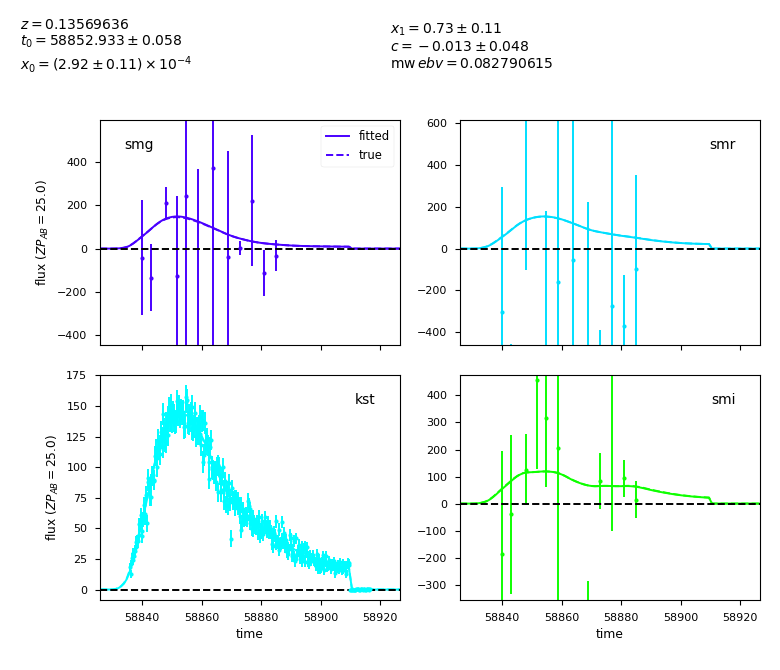 z = 0.13569636
t0 = 58852.933 ± 0.058
x0 = (2.92 ± 0.11) × 10⁻⁴
x1 = 0.73 ± 0.11
c = −0.013 ± 0.048
mwebv = 0.082790615
smg
fitted
true
flux (ZP_AB = 25.0)
400
200
0
−200
−400
smr
600
400
200
0
−200
−400
kst
flux (ZP_AB = 25.0)
175
150
125
100
75
50
25
0
58840 58860 58880 58900 58920
time
smi
400
300
200
100
0
−100
−200
−300
58840 58860 58880 58900 58920
time